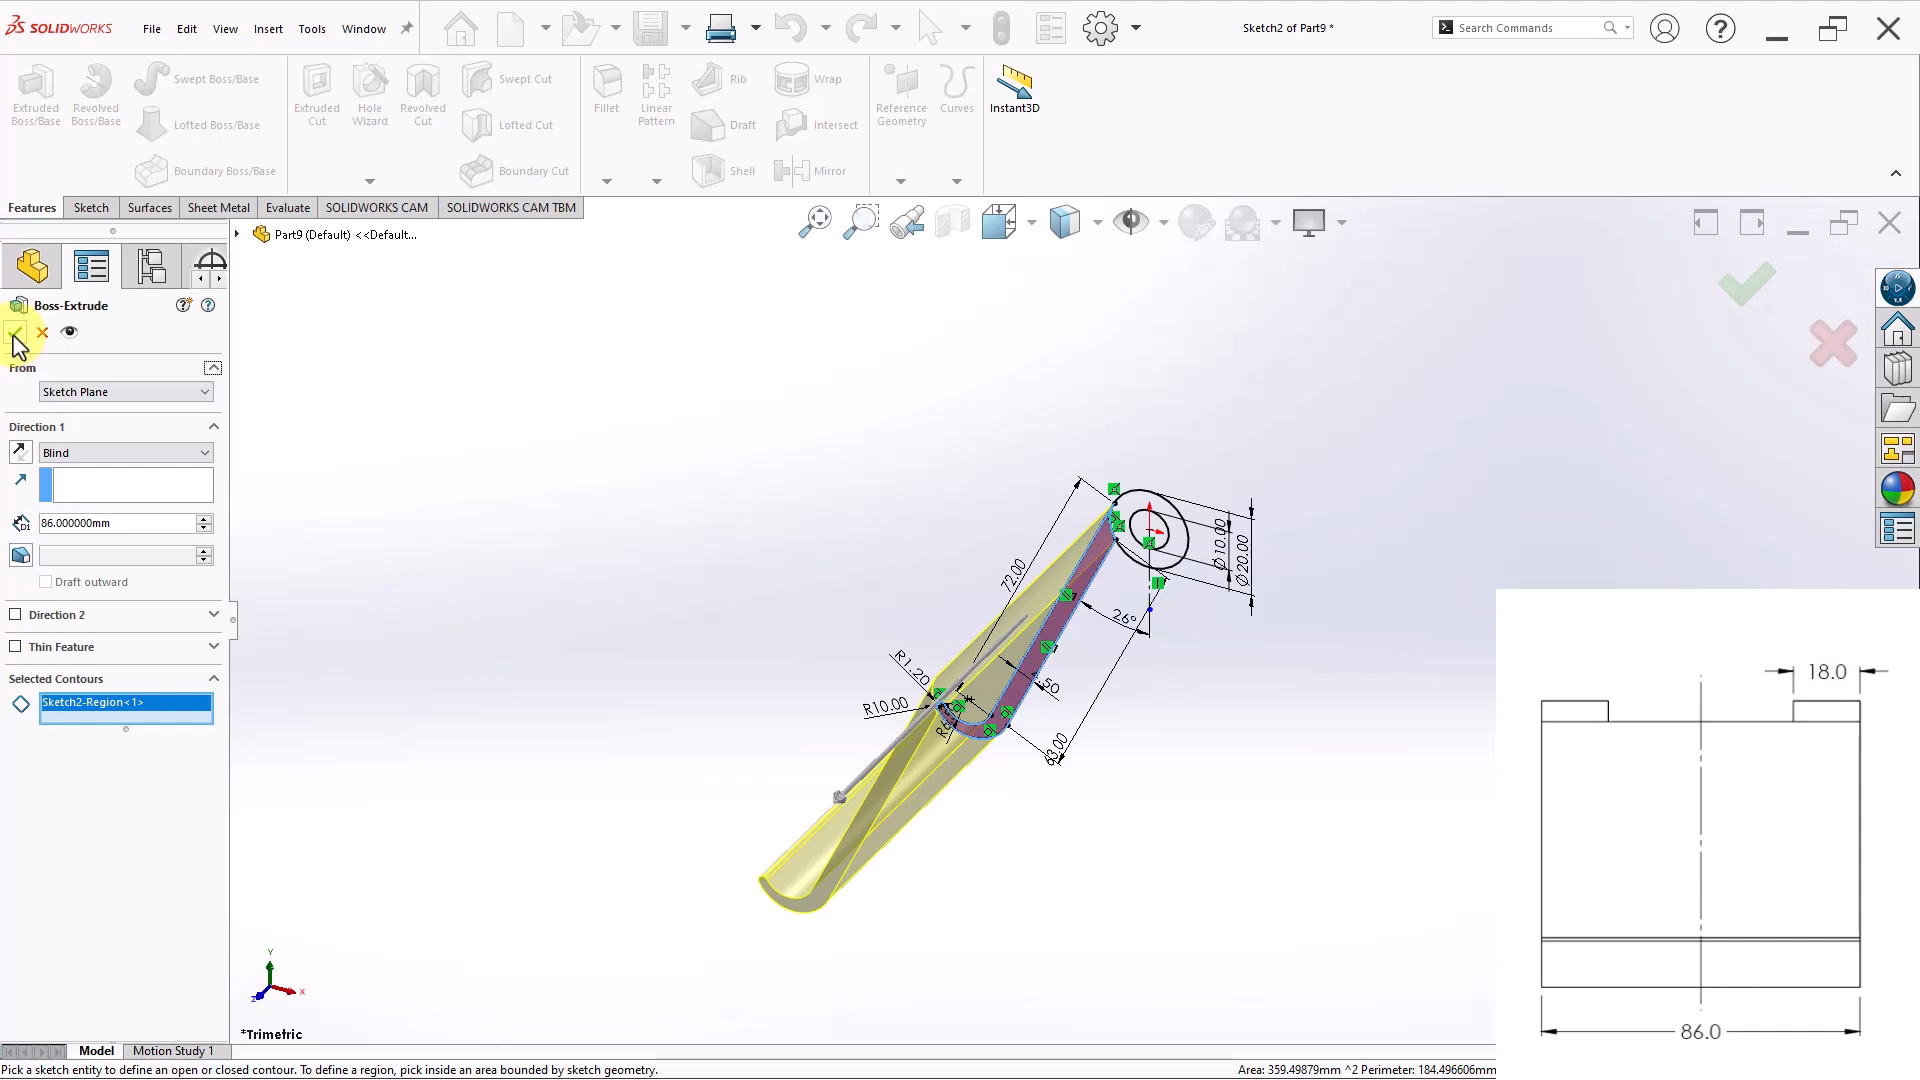 SOLIDWORKS
File Edit View Insert Tools Window
Sketch2 of Part9 *
Search Commands
Extruded Boss/Base
Revolved Boss/Base
Swept Boss/Base
Lofted Boss/Base
Boundary Boss/Base
Extruded Cut
Hole Wizard
Revolved Cut
Swept Cut
Lofted Cut
Boundary Cut
Fillet
Linear Pattern
Rib
Draft
Shell
Wrap
Intersect
Mirror
Reference Geometry
Curves
Instant3D
Features Sketch Surfaces Sheet Metal Evaluate SOLIDWORKS CAM SOLIDWORKS CAM TBM
Part9 (Default) <<Default...
Boss-Extrude
From
Sketch Plane
Direction 1
Blind
86.000000mm
Draft outward
Direction 2
Thin Feature
Selected Contours
Sketch2-Region<1>
72.00
Ø10.00
Ø20.00
26°
R1.20
R10.00
63.00
Y
X
Z
*Trimetric
18.0
86.0
Model Motion Study 1
Pick a sketch entity to define an open or closed contour. To define a region, pick inside an area bounded by sketch geometry.
Area: 359.49879mm ^2 Perimeter: 184.496606mm